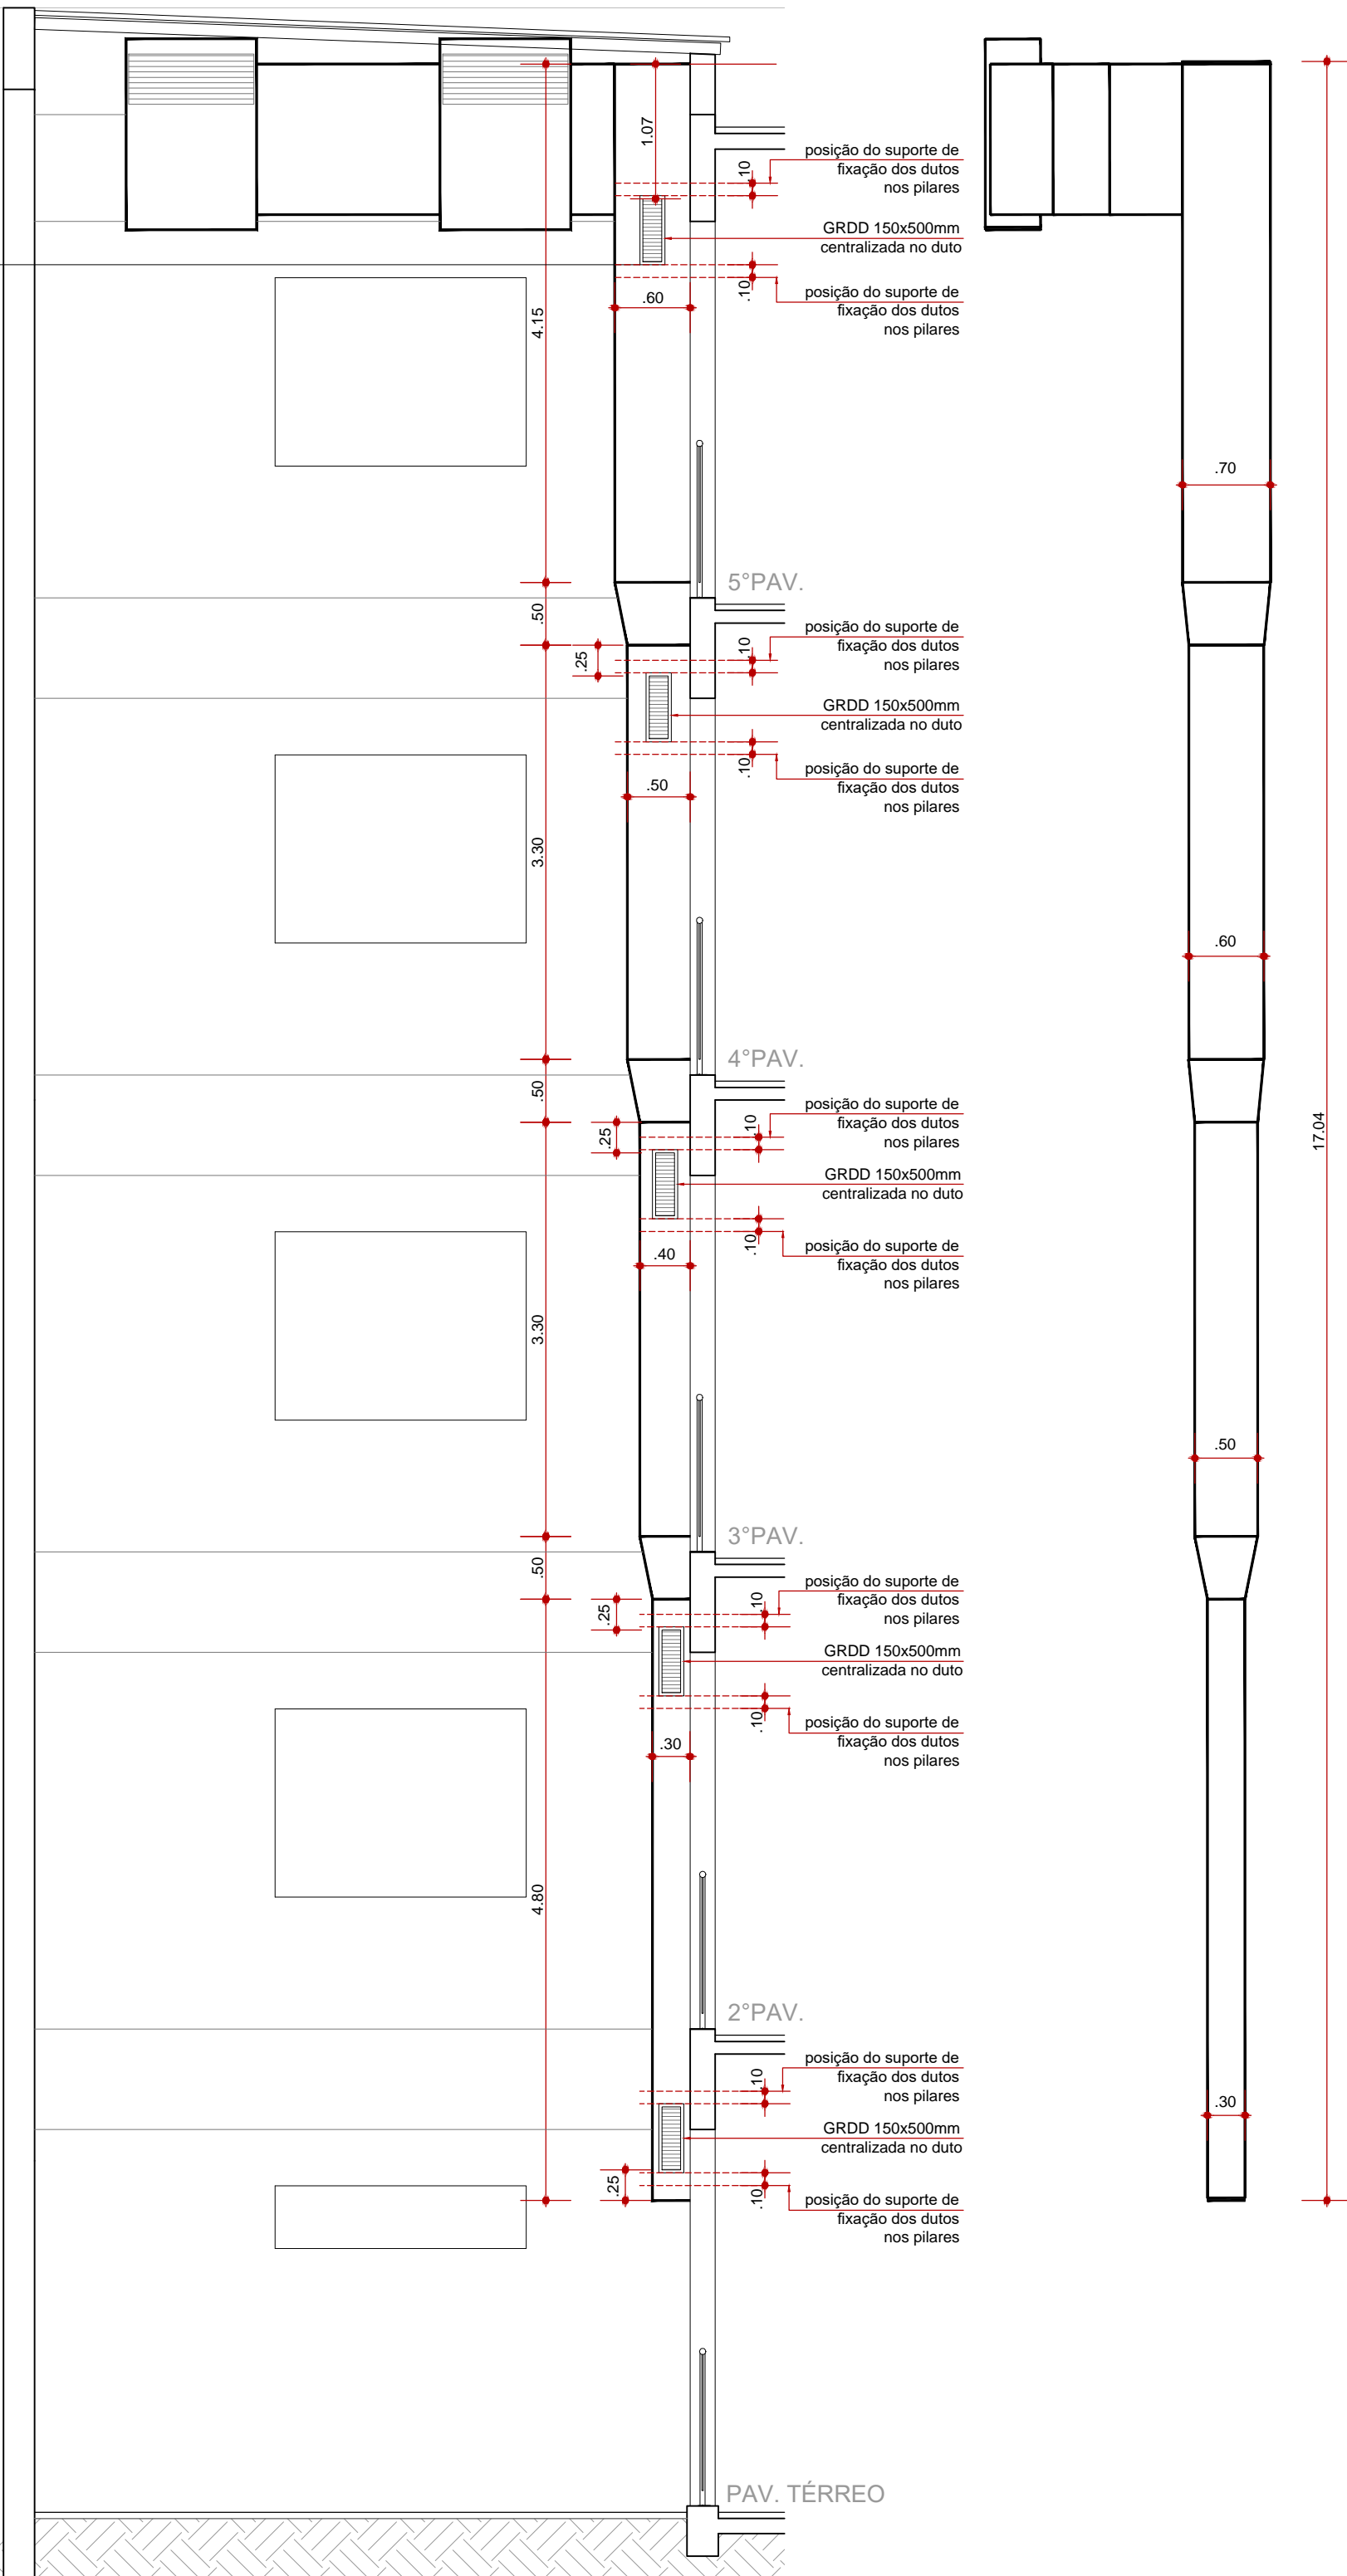 1.07
.10
posição do suporte de
fixação dos dutos
nos pilares
GRDD 150x500mm
centralizada no duto
.10
posição do suporte de
fixação dos dutos
nos pilares
.60
4.15
.70
5°PAV.
.50
.25
.10
posição do suporte de
fixação dos dutos
nos pilares
GRDD 150x500mm
centralizada no duto
.10
posição do suporte de
fixação dos dutos
nos pilares
.50
3.30
.60
4°PAV.
.50
.25
.10
posição do suporte de
fixação dos dutos
nos pilares
17.04
GRDD 150x500mm
centralizada no duto
.10
posição do suporte de
fixação dos dutos
nos pilares
.40
3.30
.50
3°PAV.
.50
.25
.10
posição do suporte de
fixação dos dutos
nos pilares
GRDD 150x500mm
centralizada no duto
.10
posição do suporte de
fixação dos dutos
nos pilares
.30
4.80
2°PAV.
.10
posição do suporte de
fixação dos dutos
nos pilares
.30
GRDD 150x500mm
centralizada no duto
.25
.10
posição do suporte de
fixação dos dutos
nos pilares
PAV. TÉRREO